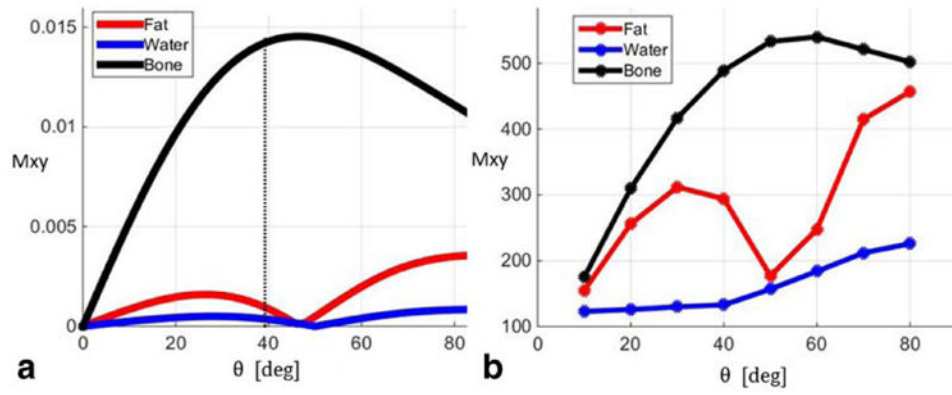 0.015
Fat
Water
Bone
0.01
Mxy
0.005
0
0 20 40 60 80
a
θ [deg]
Fat
Water
Bone
500
400
Mxy
300
200
100
0 20 40 60 80
b
θ [deg]